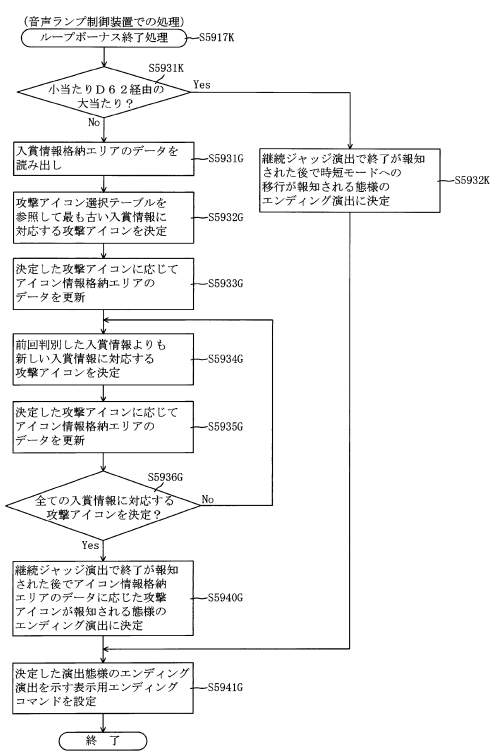 (音声ランプ制御装置での処理)
ループボーナス終了処理
S5917K
S5931K
小当たりD62経由の
大当たり?
Yes
No
入賞情報格納エリアのデータを
読み出し
S5931G
継続ジャッジ演出で終了が報知
された後で時短モードへの
移行が報知される態様の
エンディング演出に決定
S5932K
攻撃アイコン選択テーブルを
参照して最も古い入賞情報に
対応する攻撃アイコンを決定
S5932G
決定した攻撃アイコンに応じて
アイコン情報格納エリアの
データを更新
S5933G
前回判別した入賞情報よりも
新しい入賞情報に対応する
攻撃アイコンを決定
S5934G
決定した攻撃アイコンに応じて
アイコン情報格納エリアの
データを更新
S5935G
S5936G
全ての入賞情報に対応する
攻撃アイコンを決定?
No
Yes
継続ジャッジ演出で終了が報知
された後でアイコン情報格納
エリアのデータに応じた攻撃
アイコンが報知される態様の
エンディング演出に決定
S5940G
決定した演出態様のエンディング
演出を示す表示用エンディング
コマンドを設定
S5941G
終 了